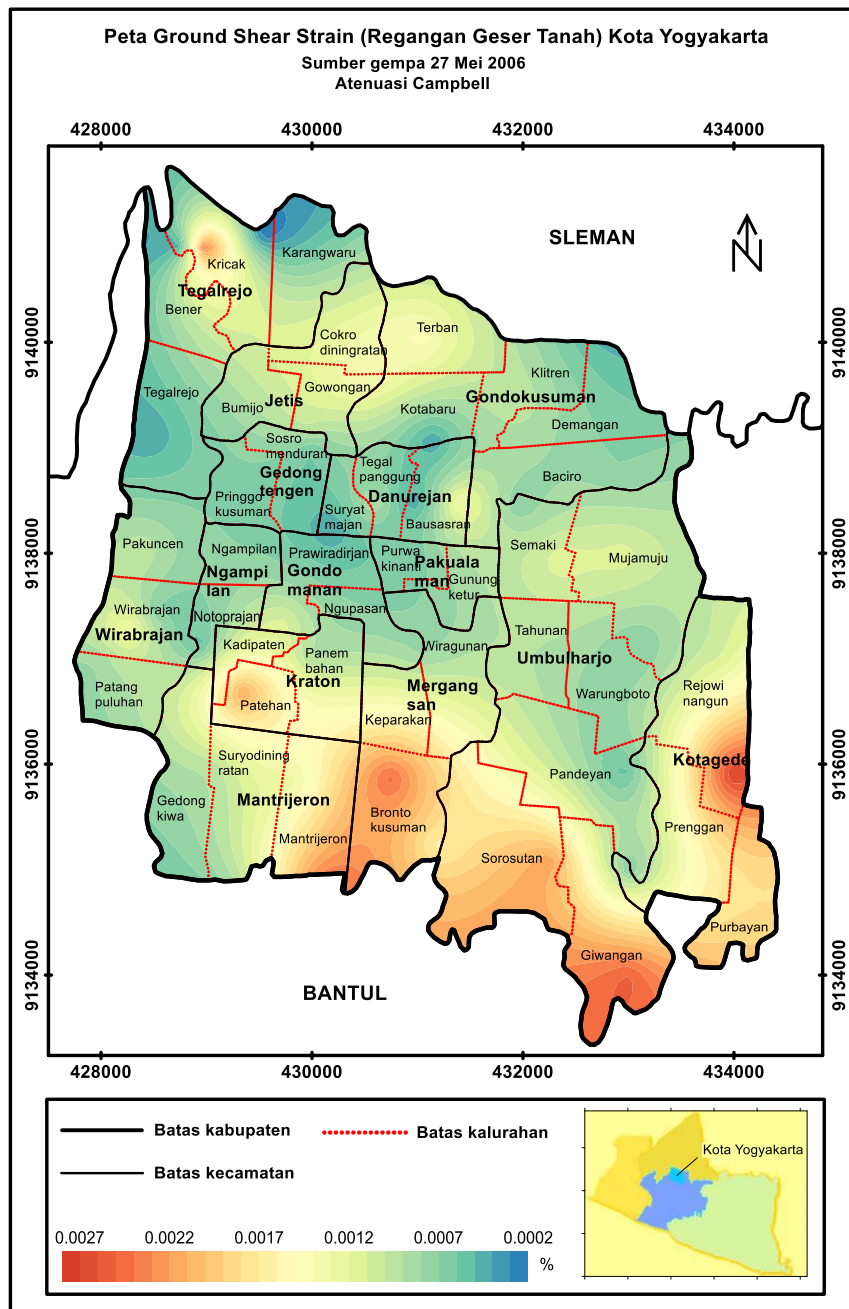 Peta Ground Shear Strain (Regangan Geser Tanah) Kota Yogyakarta
Sumber gempa 27 Mei 2006
Atenuasi Campbell
428000 430000 432000 434000
SLEMAN
N
Karangwaru
Kricak
Tegalrejo
Bener
9140000
Terban
Cokro
diningratan
9140000
Klitren
Tegalrejo
Gowongan
Gondokusuman
Jetis
Bumijo
Kotabaru
Demangan
Sosro
menduran
Tegal
panggung
Gedong
tengen
Baciro
Pringgo
kusuman
Danurejan
Suryat
majan
Bausasran
9138000
Pakuncen
Ngampilan
Prawiradirjan
Purwa
kinanti
Semaki
Mujamuju
9138000
Ngampi
lan
Gondo
manan
Pakuala
man
Gunung
ketur
Wirabrajan
Notoprajan
Ngupasan
Wirabrajan
Kadipaten
Panem
bahan
Wiragunan
Tahunan
Umbulharjo
Patang
puluhan
Kraton
Patehan
Mergang
san
Warungboto
Rejowi
nangun
Keparakan
9136000
Suryodining
ratan
Pandeyan
Kotagede
9136000
Gedong
kiwa
Mantrijeron
Bronto
kusuman
Prenggan
Mantrijeron
Sorosutan
Purbayan
Giwangan
9134000
BANTUL
9134000
428000 430000 432000 434000
Batas kabupaten
Batas kalurahan
Batas kecamatan
Kota Yogyakarta
0.0027 0.0022 0.0017 0.0012 0.0007 0.0002
%